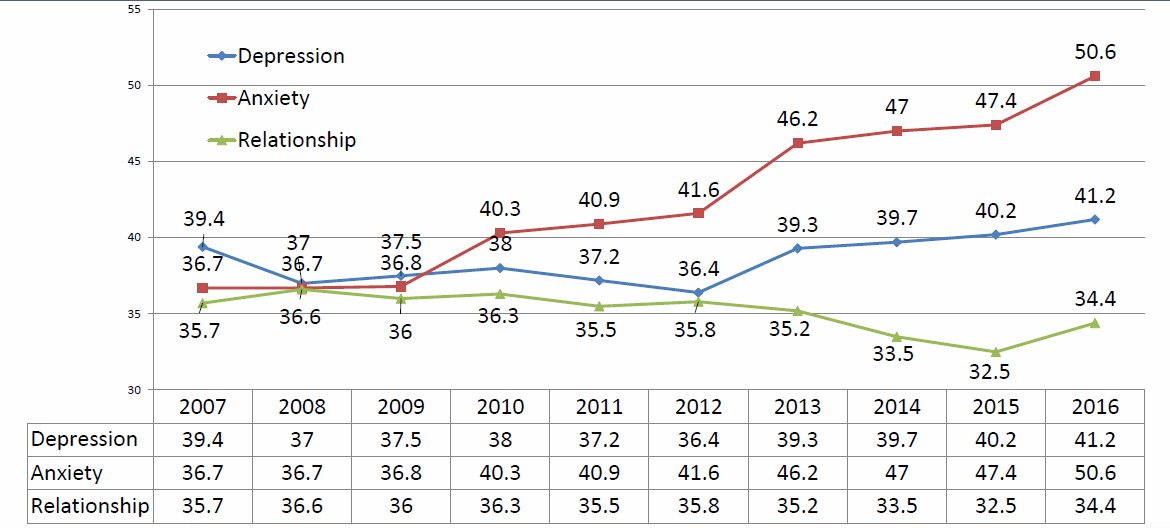 55
50
45
40
35
30
Depression
Anxiety
Relationship
39.4 37 37.5 38 37.2 36.4 39.3 39.7 40.2 41.2
36.7 36.7 36.8 40.3 40.9 41.6 46.2 47 47.4 50.6
35.7 36.6 36 36.3 35.5 35.8 35.2 33.5 32.5 34.4
2007 2008 2009 2010 2011 2012 2013 2014 2015 2016
Depression 39.4 37 37.5 38 37.2 36.4 39.3 39.7 40.2 41.2
Anxiety 36.7 36.7 36.8 40.3 40.9 41.6 46.2 47 47.4 50.6
Relationship 35.7 36.6 36 36.3 35.5 35.8 35.2 33.5 32.5 34.4